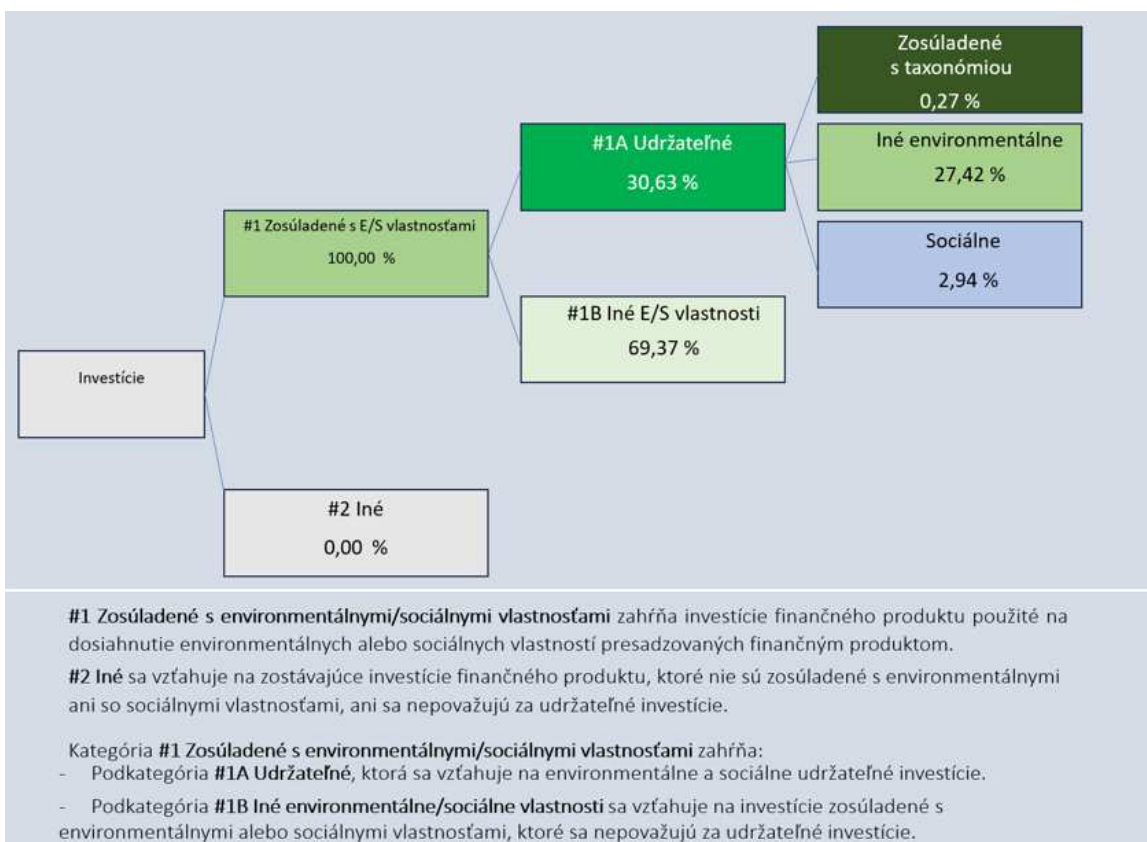 Zosúladené
s taxonómiou
0,27 %
#1A Udržateľné
30,63 %
Iné environmentálne
27,42 %
#1 Zosúladené s E/S vlastnosťami
100,00 %
Sociálne
2,94 %
#1B Iné E/S vlastnosti
69,37 %
Investície
#2 Iné
0,00 %
#1 Zosúladené s environmentálnymi/sociálnymi vlastnosťami zahŕňa investície finančného produktu použité na
dosiahnutie environmentálnych alebo sociálnych vlastností presadzovaných finančným produktom.
#2 Iné sa vzťahuje na zostávajúce investície finančného produktu, ktoré nie sú zosúladené s environmentálnymi
ani so sociálnymi vlastnosťami, ani sa nepovažujú za udržateľné investície.
Kategória #1 Zosúladené s environmentálnymi/sociálnymi vlastnosťami zahŕňa:
- Podkategória #1A Udržateľné, ktorá sa vzťahuje na environmentálne a sociálne udržateľné investície.
- Podkategória #1B Iné environmentálne/sociálne vlastnosti sa vzťahuje na investície zosúladené s
environmentálnymi alebo sociálnymi vlastnosťami, ktoré sa nepovažujú za udržateľné investície.